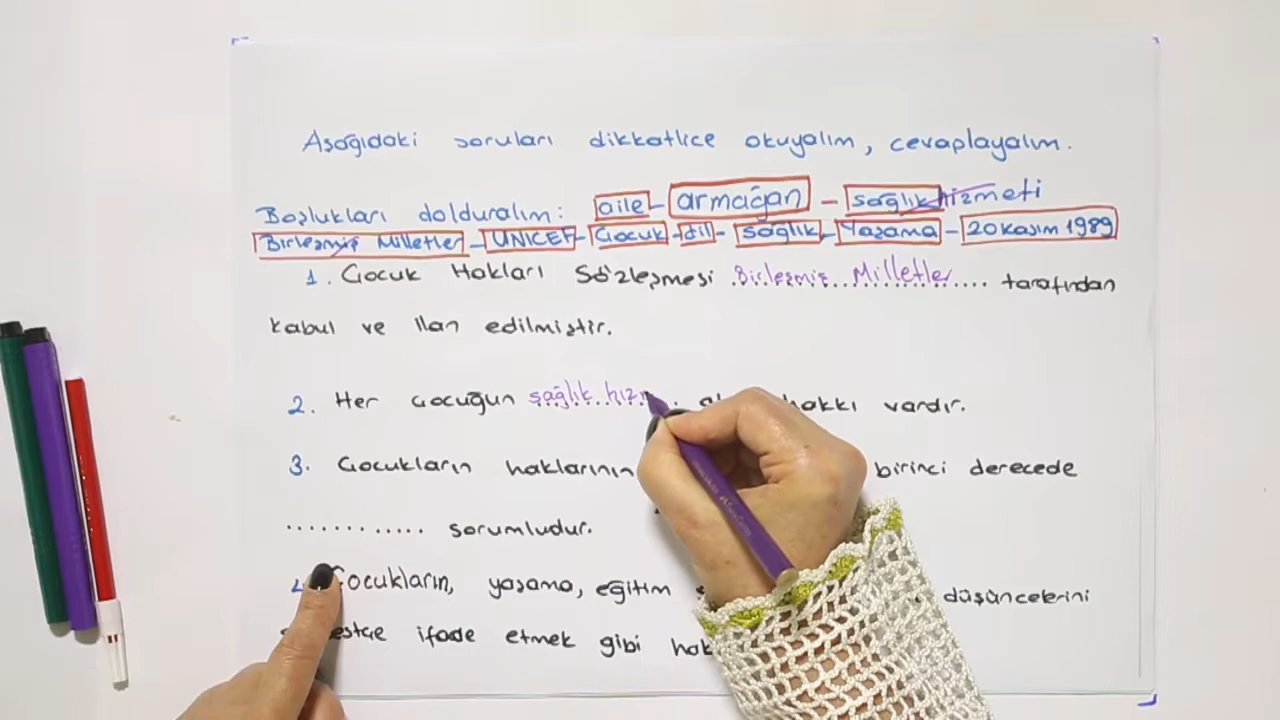 Aşağıdaki soruları dikkatlice okuyalım, cevaplayalım.
Boşlukları dolduralım: aile - armağan - sağlık hizmeti
Birleşmiş Milletler - UNICEF - Çocuk - dil - sağlık - Yaşama - 20 Kasım 1989
1. Çocuk Hakları Sözleşmesi Birleşmiş Milletler .... tarafından
kabul ve ilan edilmiştir.
2. Her çocuğun sağlık hizm hakkı vardır.
3. Çocukların haklarının birinci derecede
............ sorumludur.
Çocukların, yaşama, eğitim düşüncelerini
ifade etmek gibi